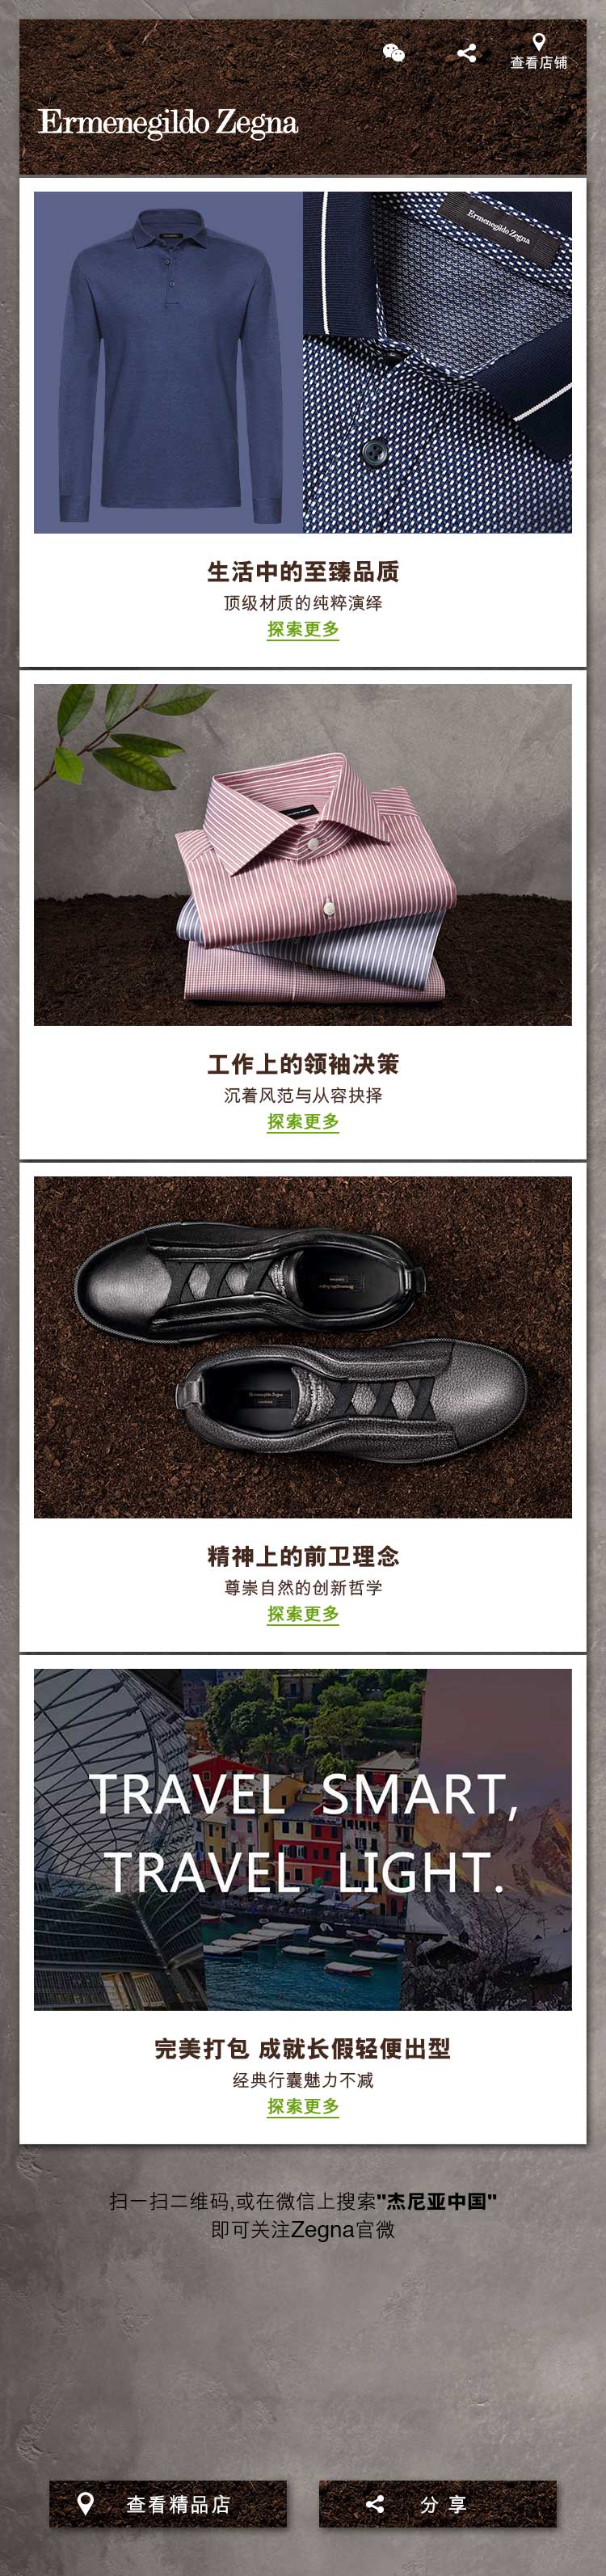 查看店铺
Ermenegildo Zegna
Ermenegildo Zegna
生活中的至臻品质
顶级材质的纯粹演绎
探索更多
工作上的领袖决策
沉着风范与从容抉择
探索更多
Ermenegildo Zegna
精神上的前卫理念
尊崇自然的创新哲学
探索更多
TRAVEL SMART,
TRAVEL LIGHT.
完美打包 成就长假轻便出型
经典行囊魅力不减
探索更多
扫一扫二维码,或在微信上搜索"杰尼亚中国"
即可关注Zegna官微
查看精品店
分 享